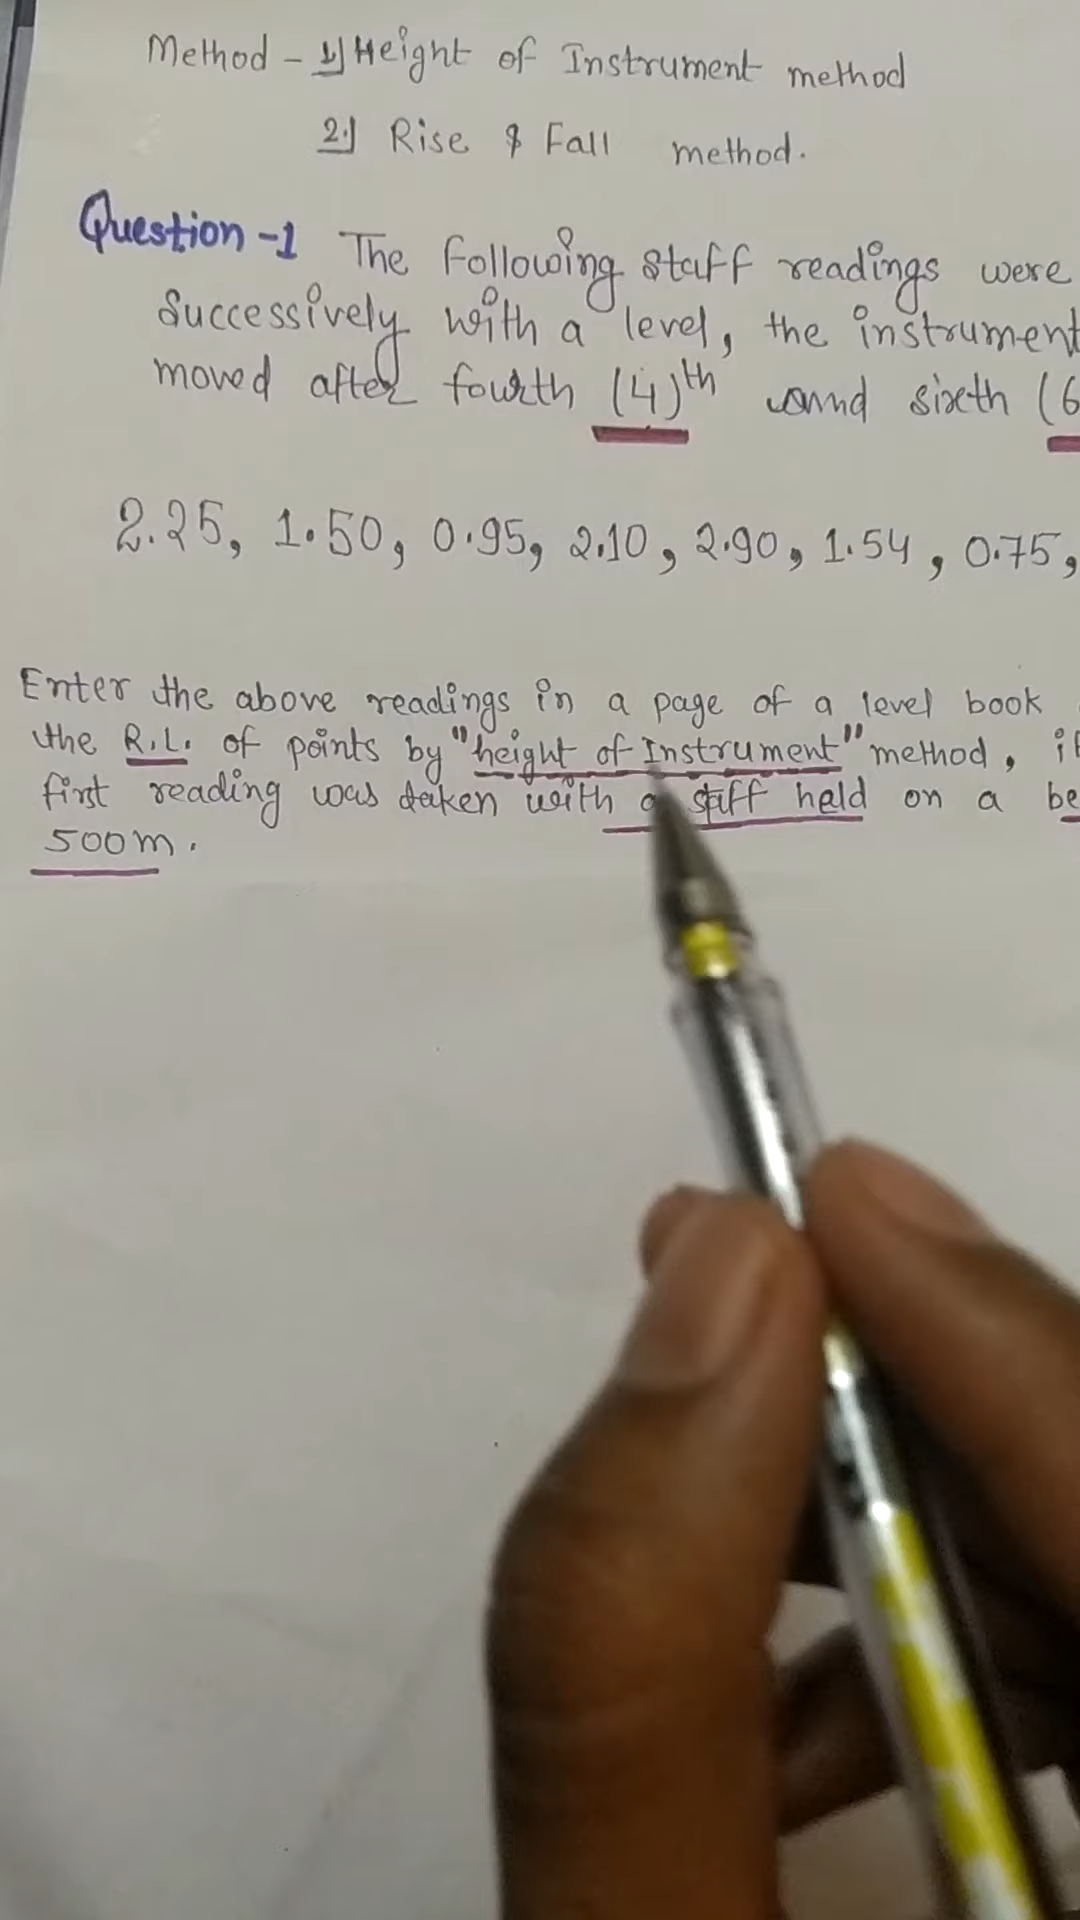 Method - 1) Height of Instrument method
2.) Rise & Fall method.
Question-1 The following staff readings were
successively with a level, the instrument
moved after fourth (4)th and sixth (6
2.25, 1.50, 0.95, 2.10, 2.90, 1.54, 0.75,
Enter the above readings in a page of a level book
the R.L. of points by "height of Instrument" method, if
first reading was taken with a staff held on a be
500m.